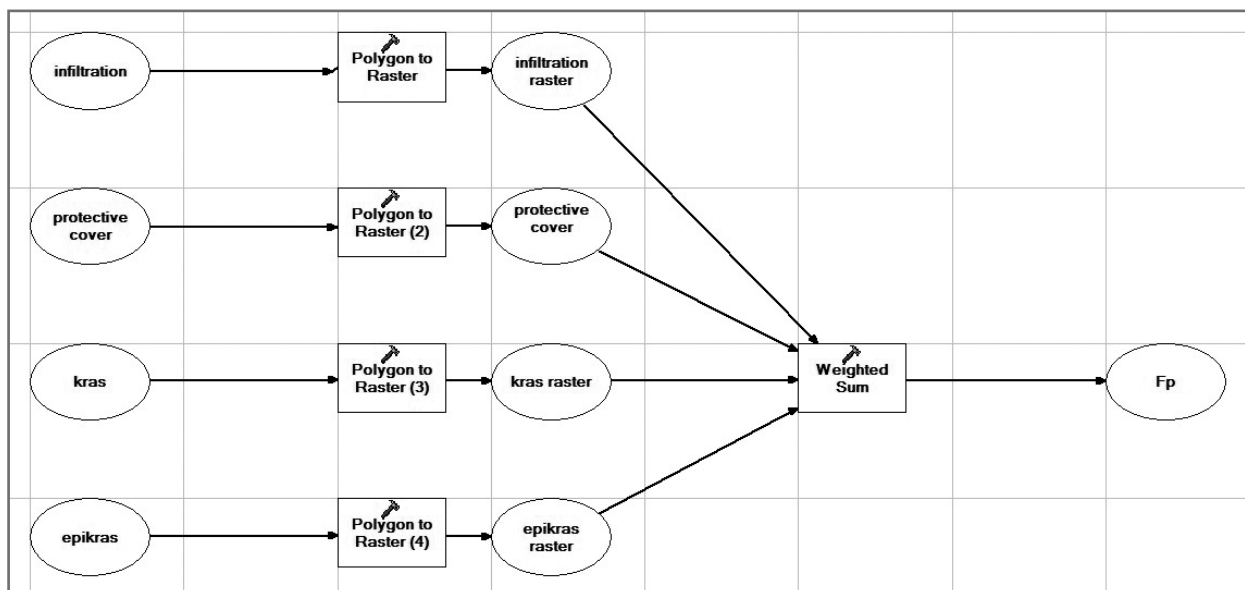 infiltration
Polygon to
Raster
infiltration
raster
protective
cover
Polygon to
Raster (2)
protective
cover
kras
Polygon to
Raster (3)
kras raster
Weighted
Sum
Fp
epikras
Polygon to
Raster (4)
epikras
raster